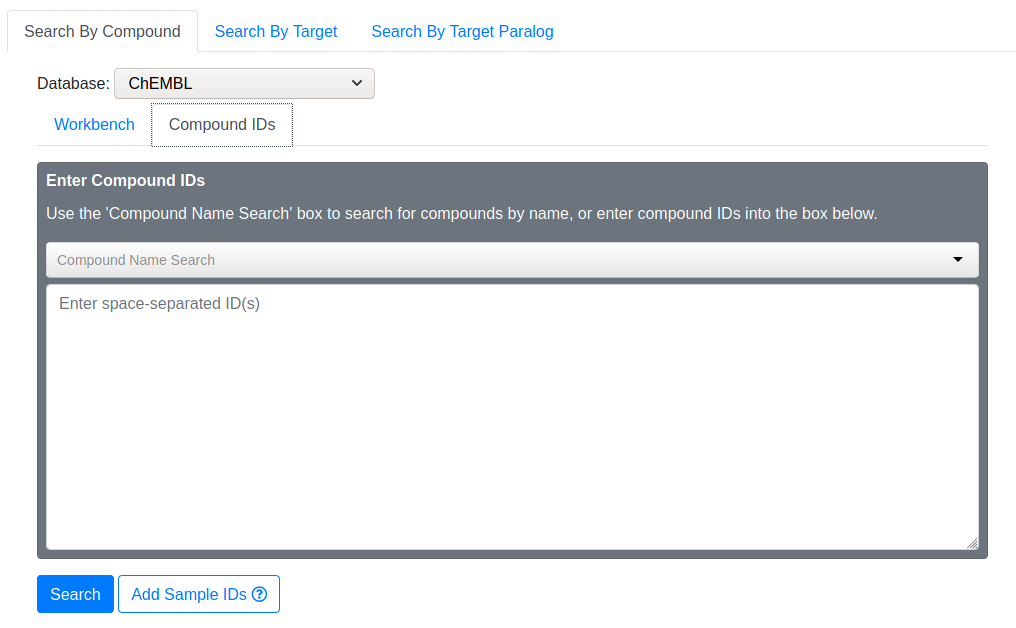 Search By Compound Search By Target Search By Target Paralog
Database: ChEMBL
Workbench Compound IDs
Enter Compound IDs
Use the 'Compound Name Search' box to search for compounds by name, or enter compound IDs into the box below.
Compound Name Search
Enter space-separated ID(s)
Search Add Sample IDs